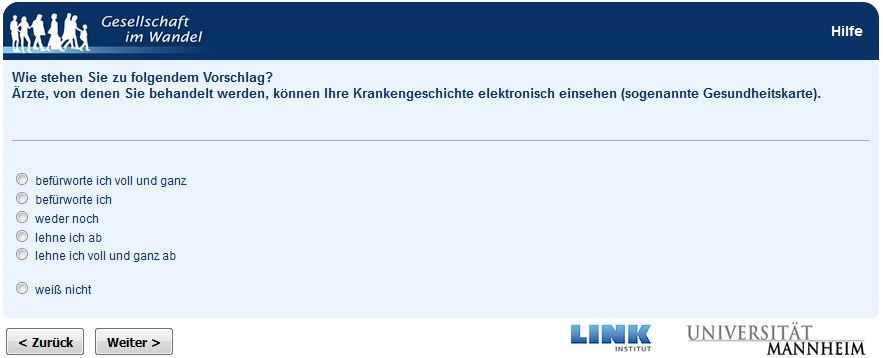 Gesellschaft
im Wandel
Hilfe
Wie stehen Sie zu folgendem Vorschlag?
Ärzte, von denen Sie behandelt werden, können Ihre Krankengeschichte elektronisch einsehen (sogenannte Gesundheitskarte).
befürworte ich voll und ganz
befürworte ich
weder noch
lehne ich ab
lehne ich voll und ganz ab
weiß nicht
< Zurück
Weiter >
LINK
INSTITUT
UNIVERSITÄT
MANNHEIM